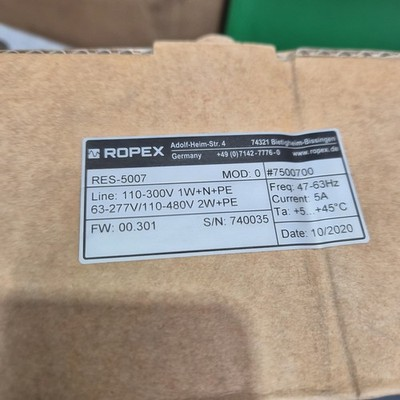 ROPEX
Adolf-Heim-Str. 4 74321 Bietigheim-Bissingen
Germany +49 (0)7142-7776-0 www.ropex.de
RES-5007 MOD: 0 #7500700
Line: 110-300V 1W+N+PE
63-277V/110-480V 2W+PE
Freq: 47-63Hz
Current: 5A
Ta: +5...+45°C
FW: 00.301 S/N: 740035
Date: 10/2020